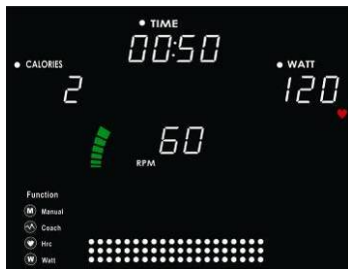 TIME
00:50
CALORIES
2
WATT
120
60
RPM
Function
M Manual
Coach
Hrc
W Watt